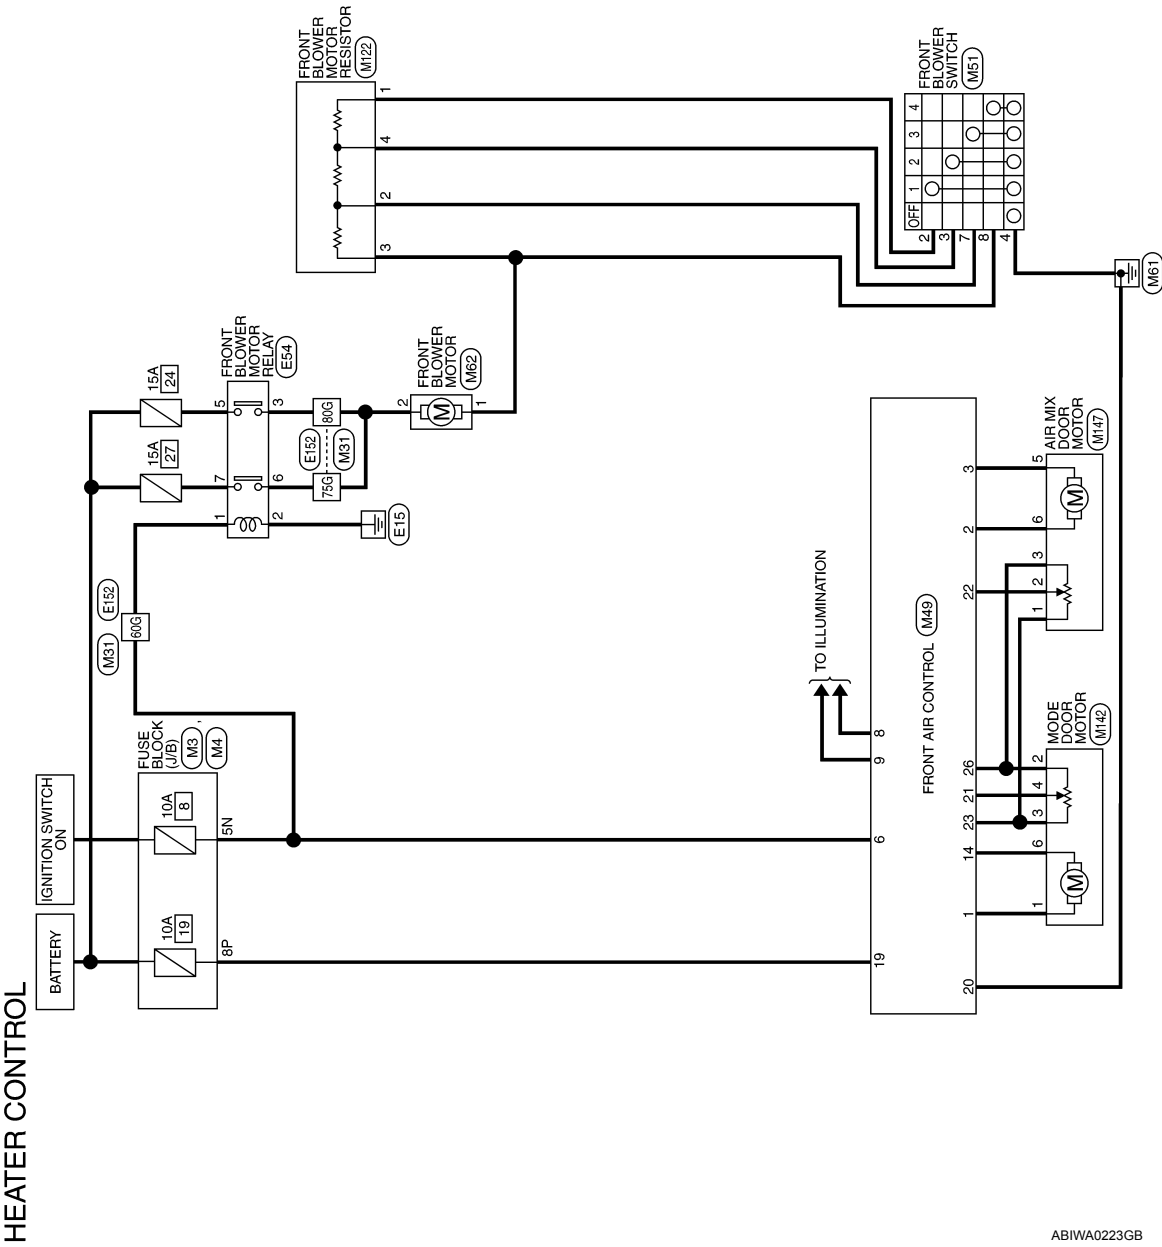 HEATER CONTROL
BATTERY
IGNITION SWITCH
ON
FUSE
BLOCK
(J/B)
M3 ,
M4
10A
19
10A
8
8P
5N
M31
E152
60G
15A
27
15A
24
FRONT
BLOWER
MOTOR
RELAY
E54
1
7
5
2
6
3
E15
75G
80G
E152
M31
FRONT
BLOWER
MOTOR
M62
2
M
1
FRONT
BLOWER
MOTOR
RESISTOR
M122
3
2
4
1
TO ILLUMINATION
19
6
9
8
FRONT AIR CONTROL
M49
20
1
14
23
21
26
22
2
3
FRONT
BLOWER
SWITCH
M51
OFF
1
2
3
4
2
3
7
8
4
MODE
DOOR
MOTOR
M142
1
6
3
4
2
M
AIR MIX
DOOR
MOTOR
M147
1
2
3
6
5
M
M61
ABIWA0223GB